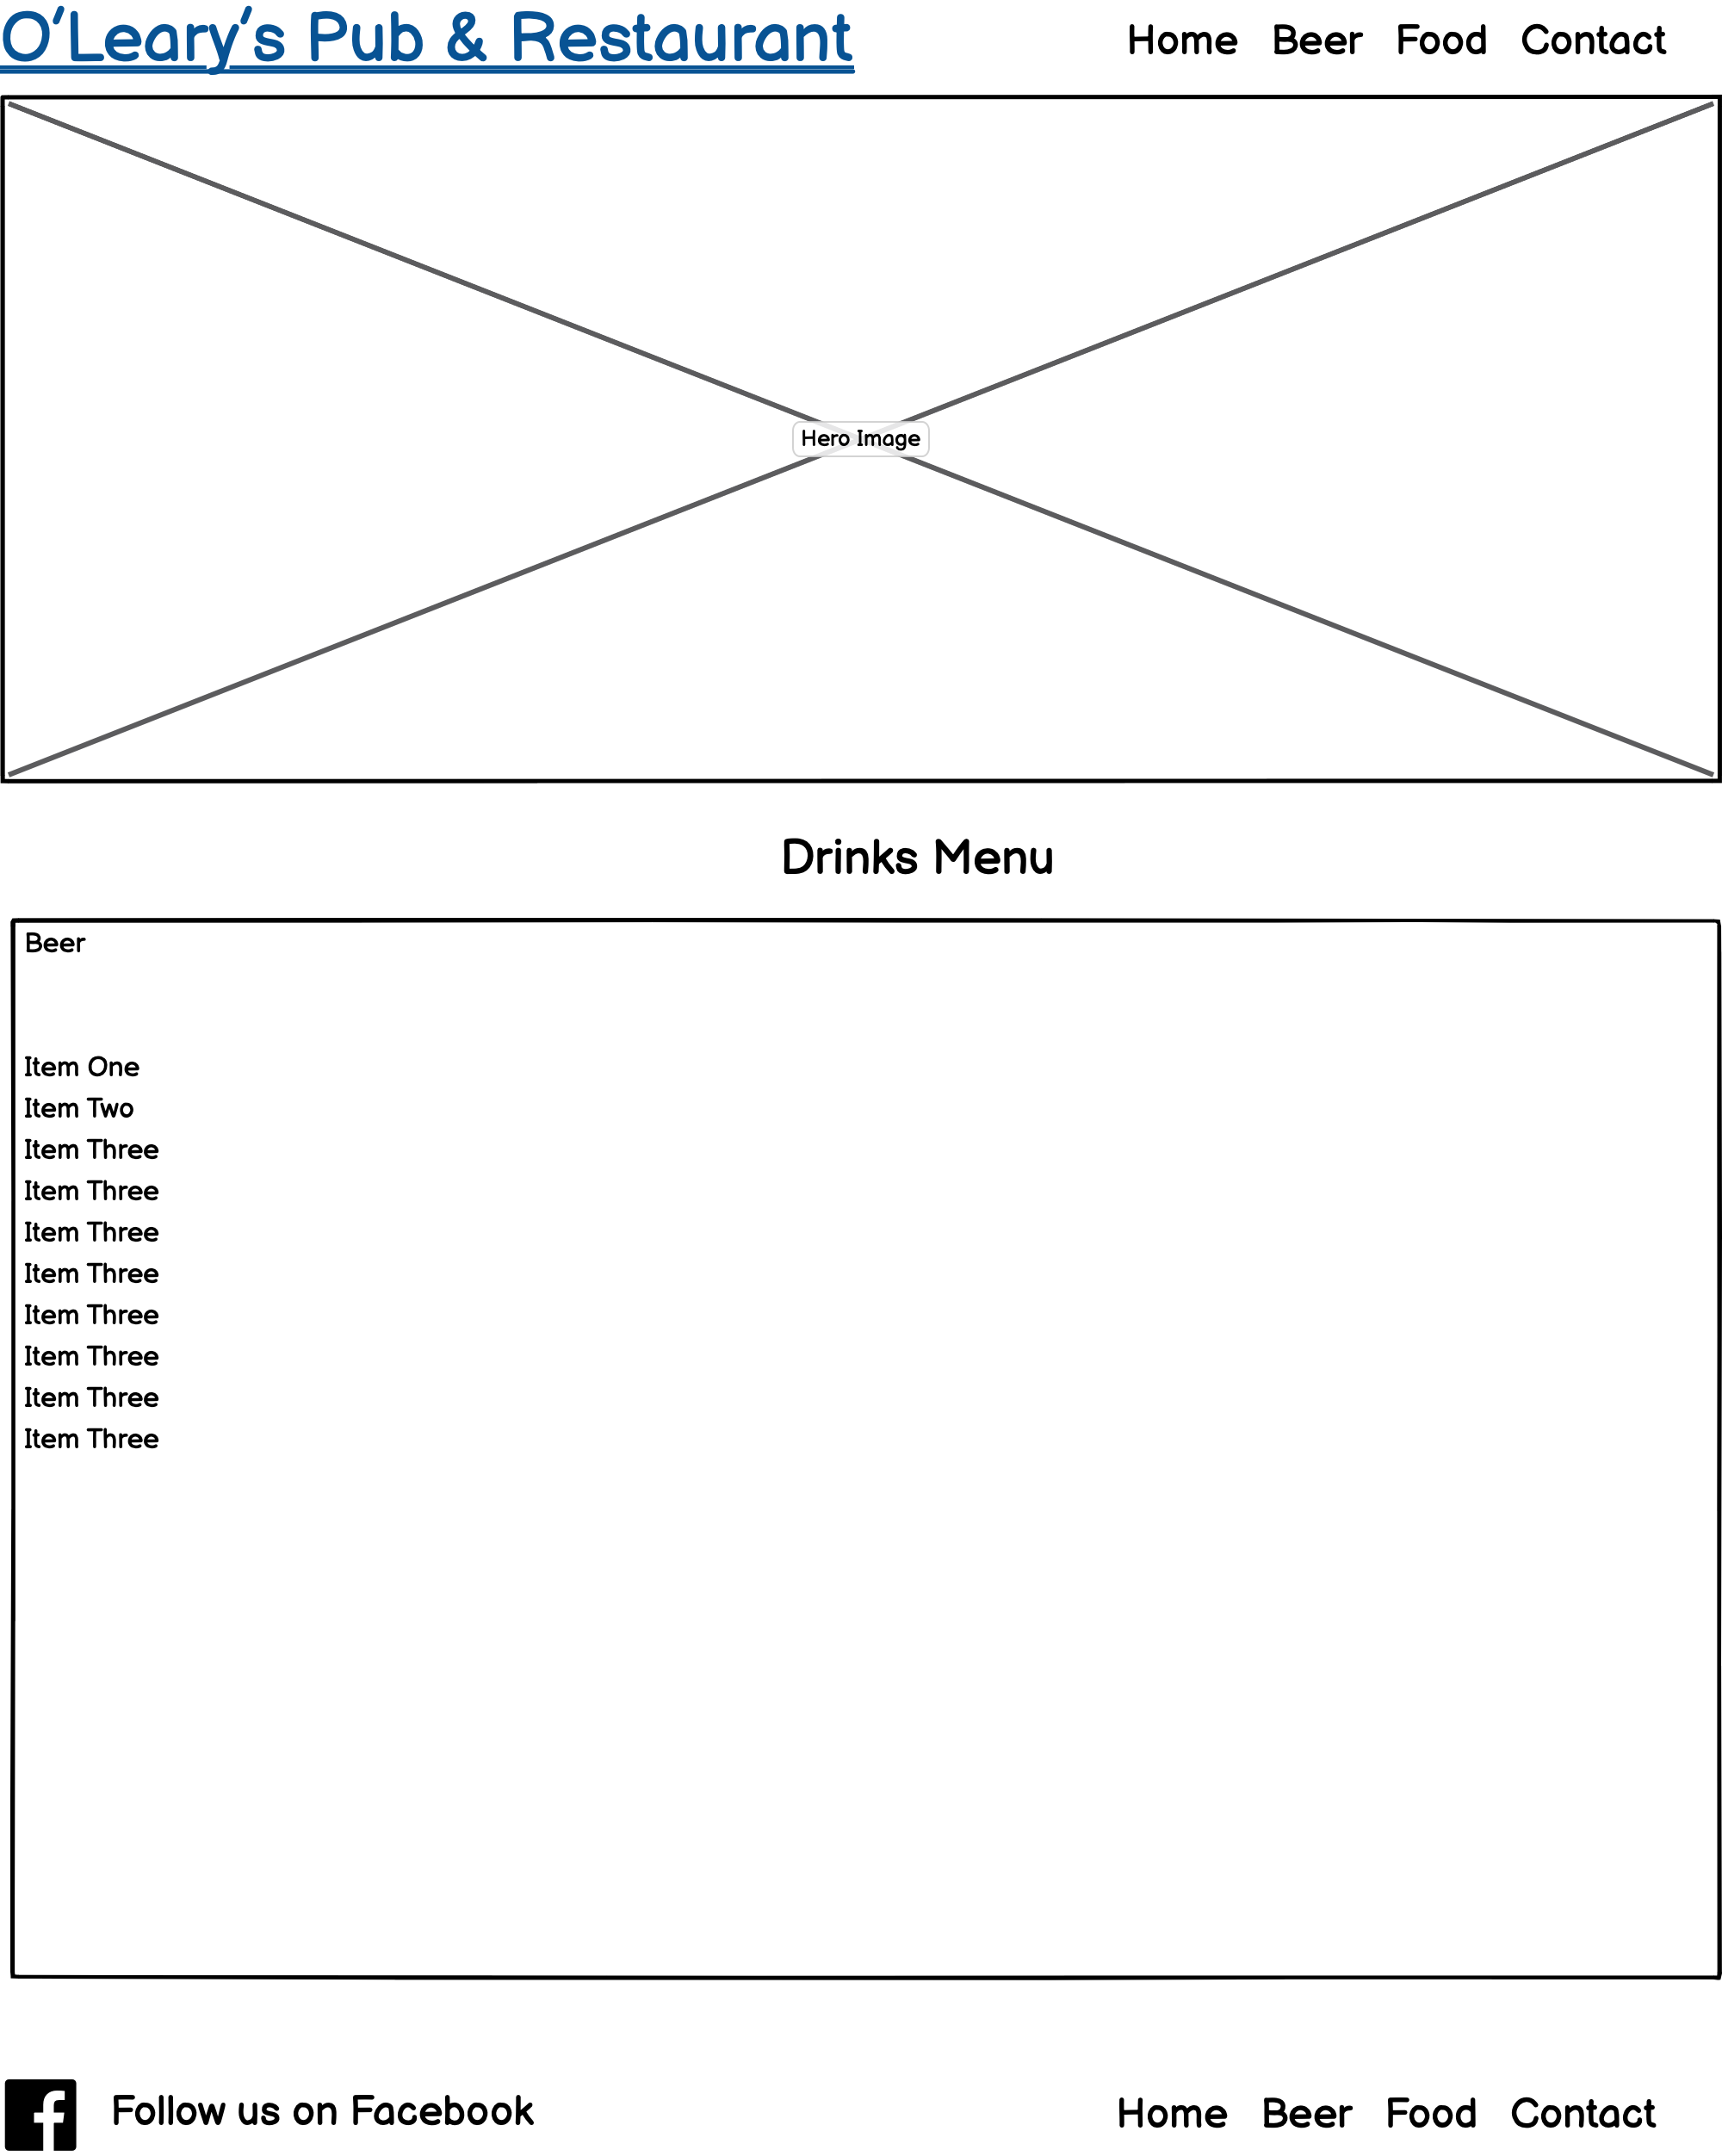 O'Leary's Pub & Restaurant
Home Beer Food Contact
Hero Image
Drinks Menu
Beer
Item One
Item Two
Item Three
Item Three
Item Three
Item Three
Item Three
Item Three
Item Three
Item Three
Follow us on Facebook
Home Beer Food Contact